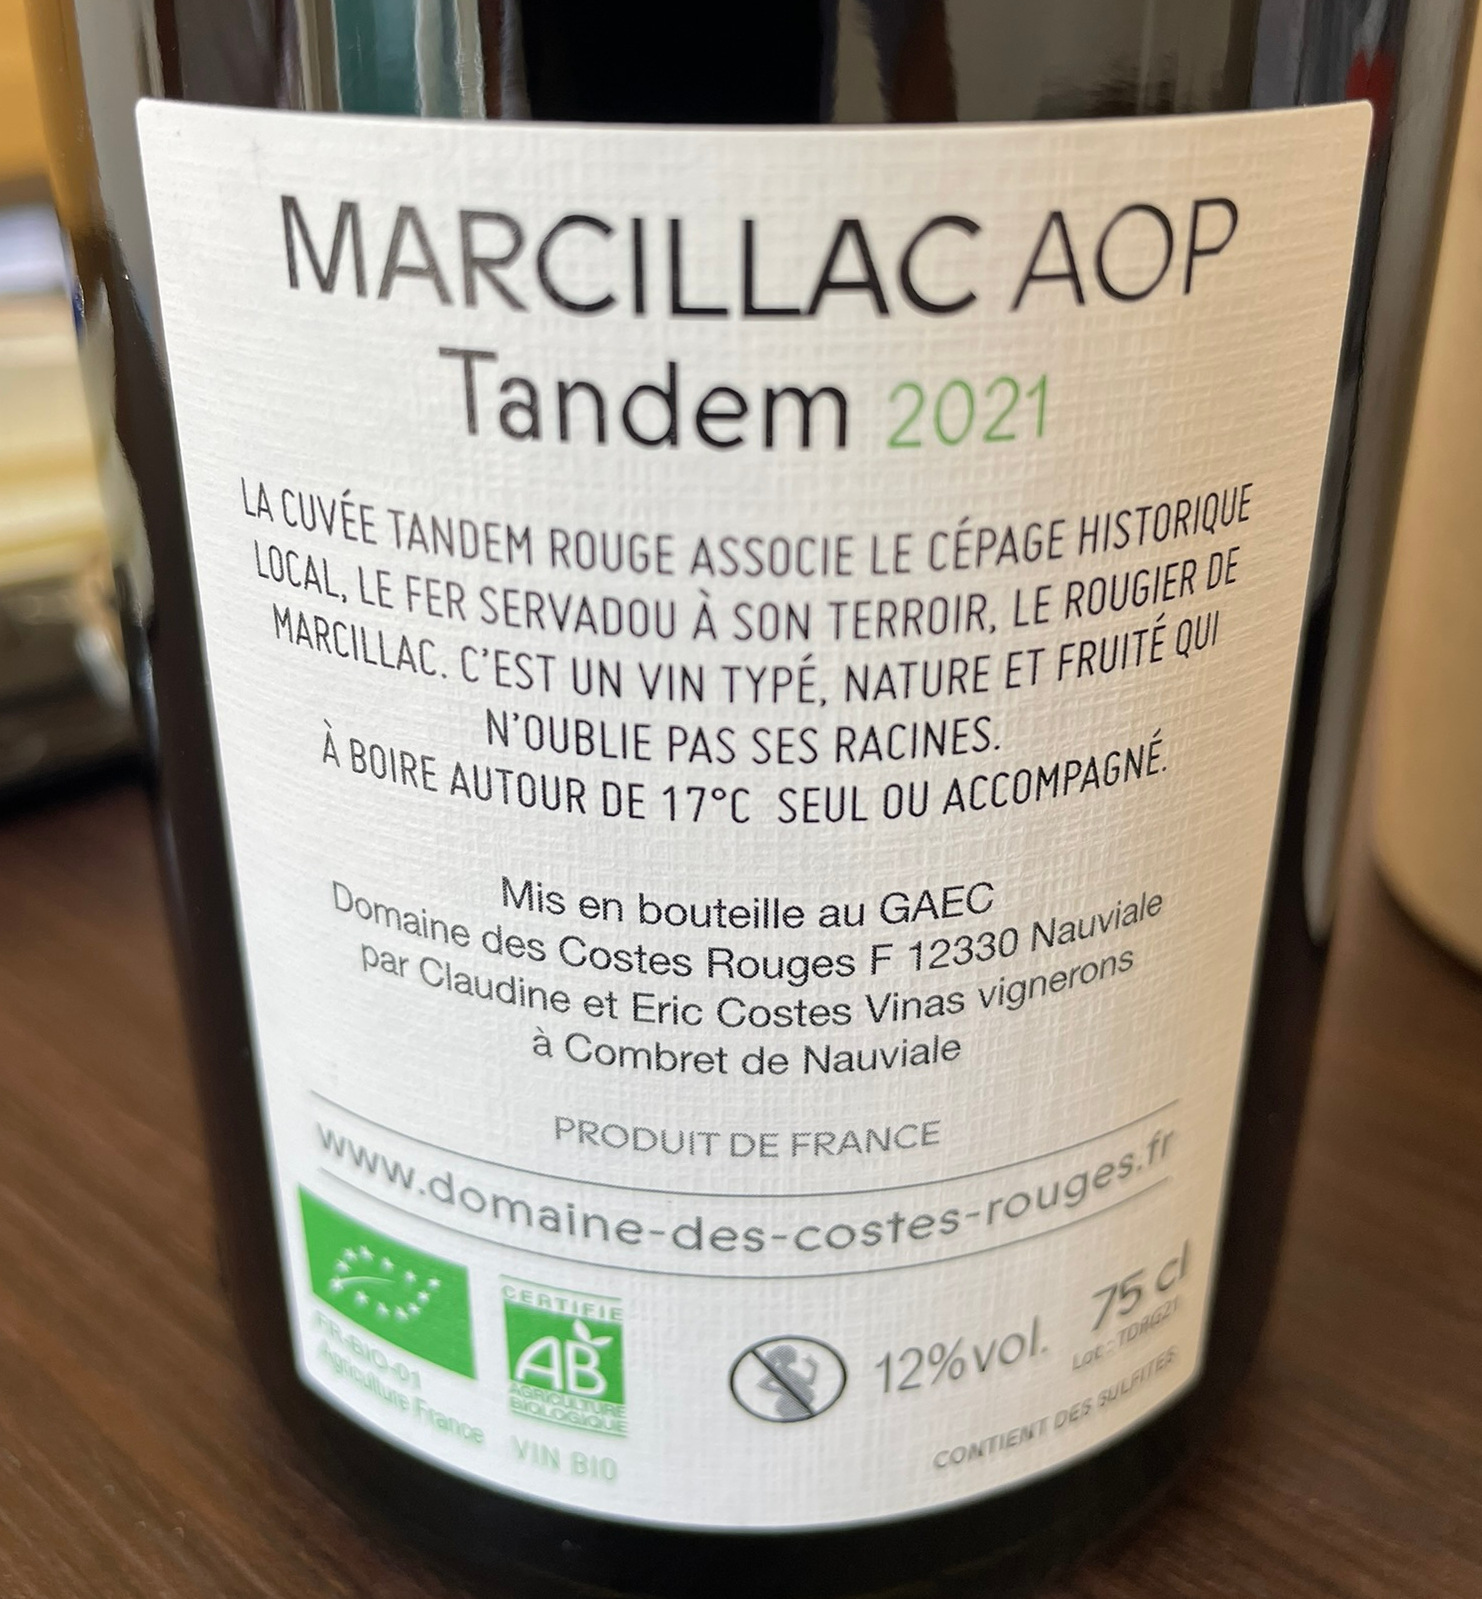 MARCILLAC AOP
Tandem 2021
LA CUVÉE TANDEM ROUGE ASSOCIE LE CÉPAGE HISTORIQUE
LOCAL, LE FER SERVADOU À SON TERROIR, LE ROUGIER DE
MARCILLAC. C'EST UN VIN TYPÉ, NATURE ET FRUITÉ QUI
N'OUBLIE PAS SES RACINES.
À BOIRE AUTOUR DE 17°C SEUL OU ACCOMPAGNÉ.
Mis en bouteille au GAEC
Domaine des Costes Rouges F 12330 Nauviale
par Claudine et Eric Costes Vinas vignerons
à Combret de Nauviale
PRODUIT DE FRANCE
www.domaine-des-costes-rouges.fr
FR-BIO-01
Agriculture France
CERTIFIÉ
AB
AGRICULTURE
BIOLOGIQUE
VIN BIO
12%vol.
75 cl
Lot : TDRG21
CONTIENT DES SULFITES